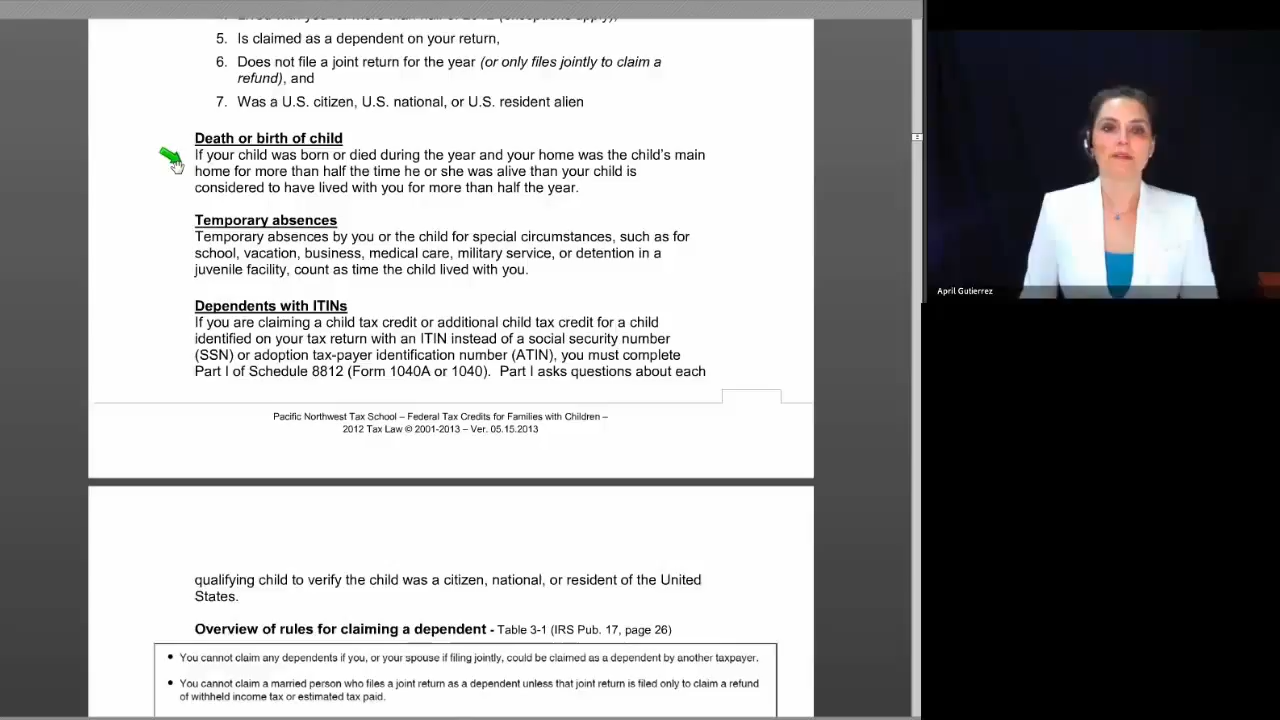 5. Is claimed as a dependent on your return,
6. Does not file a joint return for the year (or only files jointly to claim a
refund), and
7. Was a U.S. citizen, U.S. national, or U.S. resident alien
Death or birth of child
If your child was born or died during the year and your home was the child's main
home for more than half the time he or she was alive than your child is
considered to have lived with you for more than half the year.
Temporary absences
Temporary absences by you or the child for special circumstances, such as for
school, vacation, business, medical care, military service, or detention in a
juvenile facility, count as time the child lived with you.
Dependents with ITINs
If you are claiming a child tax credit or additional child tax credit for a child
identified on your tax return with an ITIN instead of a social security number
(SSN) or adoption tax-payer identification number (ATIN), you must complete
Part I of Schedule 8812 (Form 1040A or 1040). Part I asks questions about each
Pacific Northwest Tax School – Federal Tax Credits for Families with Children –
2012 Tax Law © 2001-2013 – Ver. 05.15.2013
qualifying child to verify the child was a citizen, national, or resident of the United
States.
Overview of rules for claiming a dependent - Table 3-1 (IRS Pub. 17, page 26)
• You cannot claim any dependents if you, or your spouse if filing jointly, could be claimed as a dependent by another taxpayer.
• You cannot claim a married person who files a joint return as a dependent unless that joint return is filed only to claim a refund
of withheld income tax or estimated tax paid.
April Gutierrez